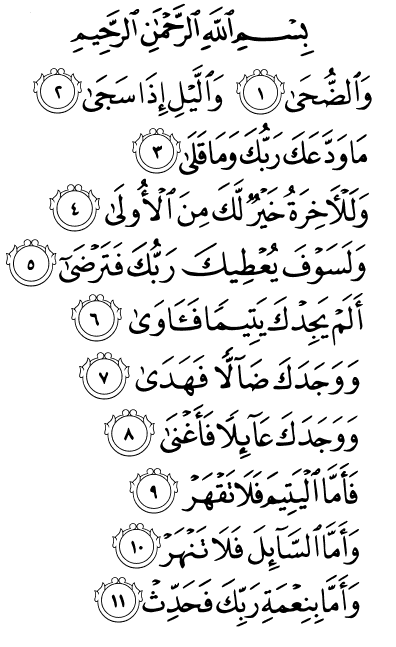 بِسْمِ ٱللَّهِ ٱلرَّحْمَٰنِ ٱلرَّحِيمِ
وَٱلضُّحَىٰ ١ وَٱلَّيْلِ إِذَا سَجَىٰ ٢
مَا وَدَّعَكَ رَبُّكَ وَمَا قَلَىٰ ٣
وَلَلْءَاخِرَةُ خَيْرٌ لَّكَ مِنَ ٱلْأُولَىٰ ٤
وَلَسَوْفَ يُعْطِيكَ رَبُّكَ فَتَرْضَىٰٓ ٥
أَلَمْ يَجِدْكَ يَتِيمًا فَـَٔاوَىٰ ٦
وَوَجَدَكَ ضَآلًّا فَهَدَىٰ ٧
وَوَجَدَكَ عَآئِلًا فَأَغْنَىٰ ٨
فَأَمَّا ٱلْيَتِيمَ فَلَا تَقْهَرْ ٩
وَأَمَّا ٱلسَّآئِلَ فَلَا تَنْهَرْ ١٠
وَأَمَّا بِنِعْمَةِ رَبِّكَ فَحَدِّثْ ١١